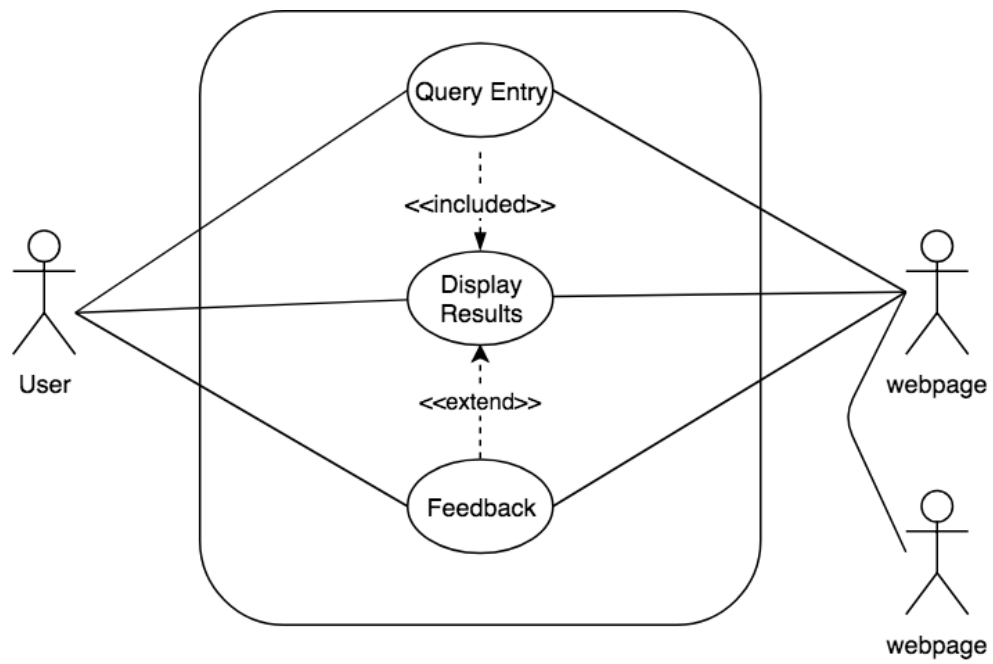 Query Entry
<<included>>
Display
Results
User
webpage
<<extend>>
Feedback
webpage